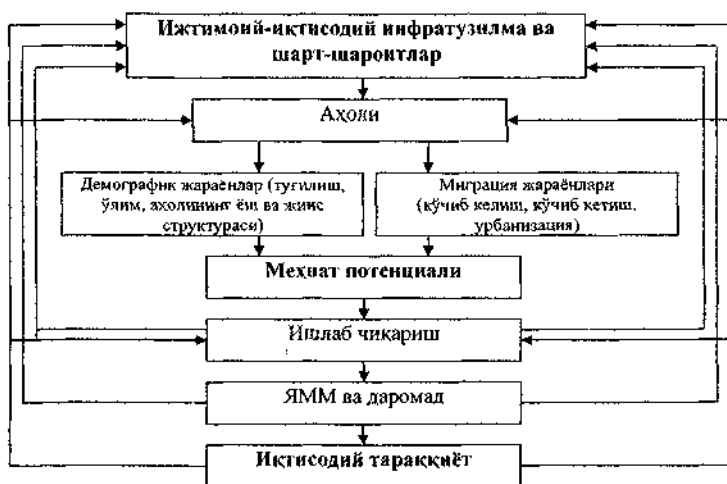 Ижтимоий-иқтисодий инфратузилма ва
шарт-шароитлар
Аҳоли
Демографик жараёнлар (туғилиш,
ўлим, аҳолининг ёш ва жинс
структураси)
Миграция жараёнлари
(кўчиб келиш, кўчиб кетиш,
урбанизация)
Меҳнат потенциали
Ишлаб чиқариш
ЯММ ва даромад
Иқтисодий тараққиёт